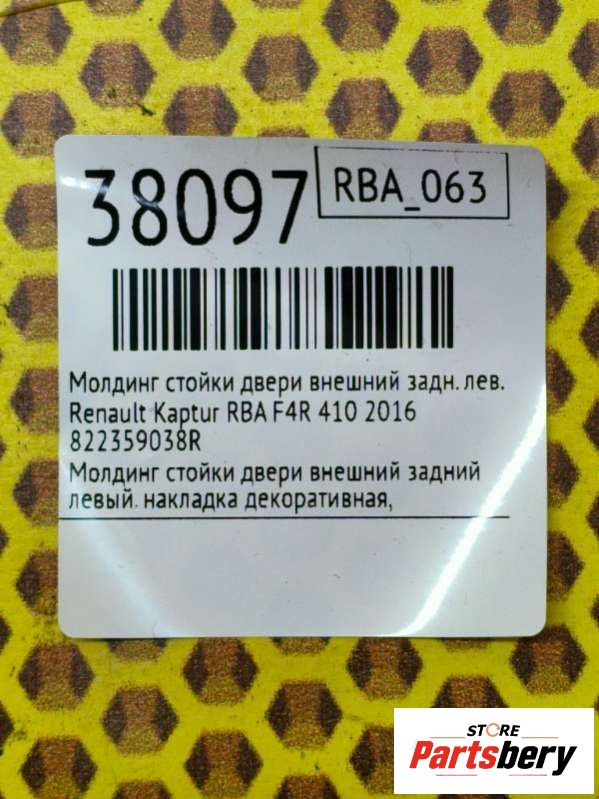 38097
RBA_063
Молдинг стойки двери внешний задн. лев.
Renault Kaptur RBA F4R 410 2016
822359038R
Молдинг стойки двери внешний задний
левый. накладка декоративная,
STORE
Partsbery